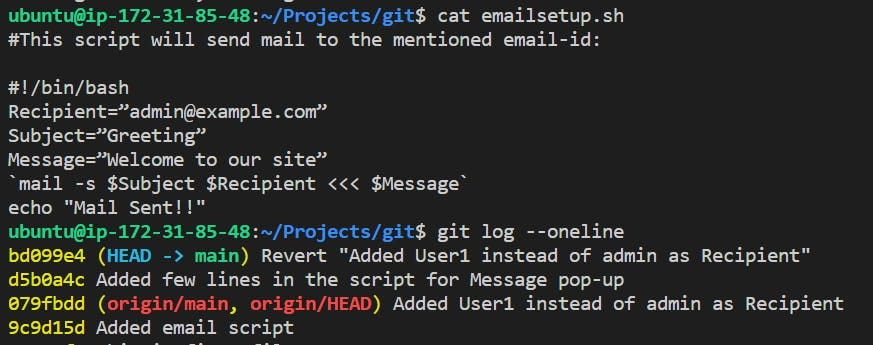 ubuntu@ip-172-31-85-48:~/Projects/git$ cat emailsetup.sh
#This script will send mail to the mentioned email-id:
#!/bin/bash
Recipient=”admin@example.com”
Subject=”Greeting”
Message=”Welcome to our site”
`mail -s $Subject $Recipient <<< $Message`
echo "Mail Sent!!"
ubuntu@ip-172-31-85-48:~/Projects/git$ git log --oneline
bd099e4 (HEAD -> main) Revert "Added User1 instead of admin as Recipient"
d5b0a4c Added few lines in the script for Message pop-up
079fbdd (origin/main, origin/HEAD) Added User1 instead of admin as Recipient
9c9d15d Added email script